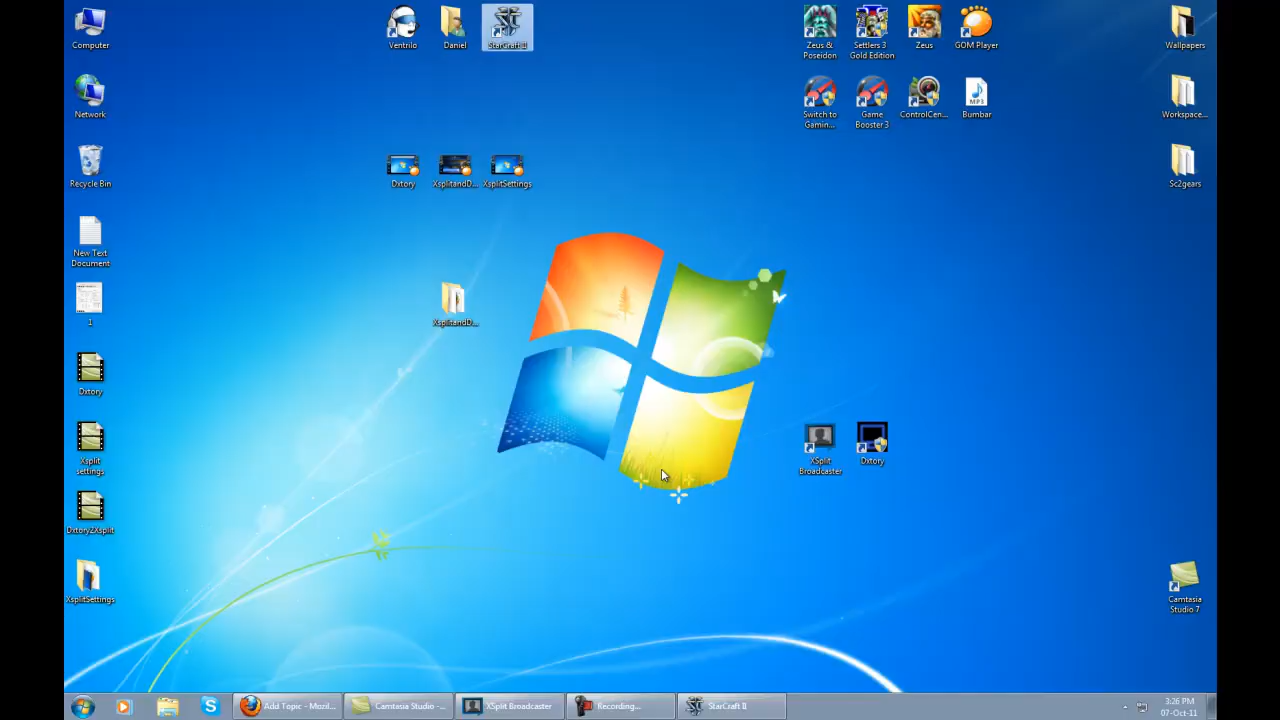 Computer
Ventrilo
Daniel
StarCraft II
Zeus &
Poseidon
Settlers 3
Gold Edition
Zeus
GOM Player
Wallpapers
Network
Switch to
Gamin...
Game
Booster 3
ControlCen...
MP3
Bumbar
Workspace...
Recycle Bin
Dxtory
XsplitandD...
XsplitSettings
Sc2gears
New Text
Document
1
XsplitandD...
Dxtory
Xsplit
settings
XSplit
Broadcaster
Dxtory
Dxtory2Xsplit
XsplitSettings
Camtasia
Studio 7
Add Topic - Mozil...
Camtasia Studio -...
XSplit Broadcaster
Recording...
StarCraft II
3:26 PM
07-Oct-11